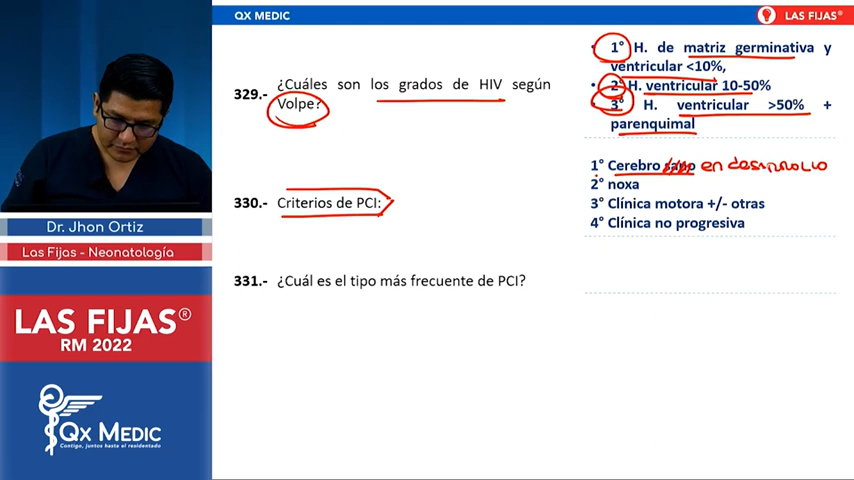 QX MEDIC
LAS FIJAS®
329.- ¿Cuáles son los grados de HIV según
Volpe?
• 1° H. de matriz germinativa y
ventricular <10%,
• 2° H. ventricular 10-50%
• 3° H. ventricular >50% +
parenquimal
330.- Criterios de PCI:
1° Cerebro sano en desarrollo
2° noxa
3° Clínica motora +/- otras
4° Clínica no progresiva
331.- ¿Cuál es el tipo más frecuente de PCI?
Dr. Jhon Ortiz
Las Fijas - Neonatología
LAS FIJAS®
RM 2022
QX MEDIC
Contigo, juntos hasta el residentado